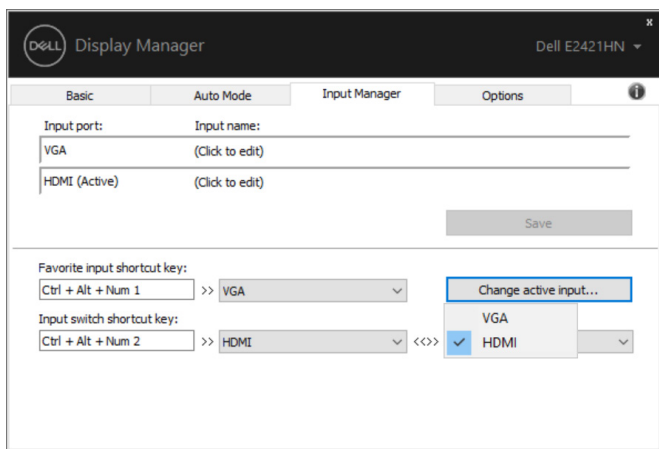 x
DELL Display Manager Dell E2421HN
Basic Auto Mode Input Manager Options i
Input port: Input name:
VGA (Click to edit)
HDMI (Active) (Click to edit)
Save
Favorite input shortcut key:
Ctrl + Alt + Num 1 >> VGA Change active input...
VGA
Input switch shortcut key:
Ctrl + Alt + Num 2 >> HDMI <<>> HDMI